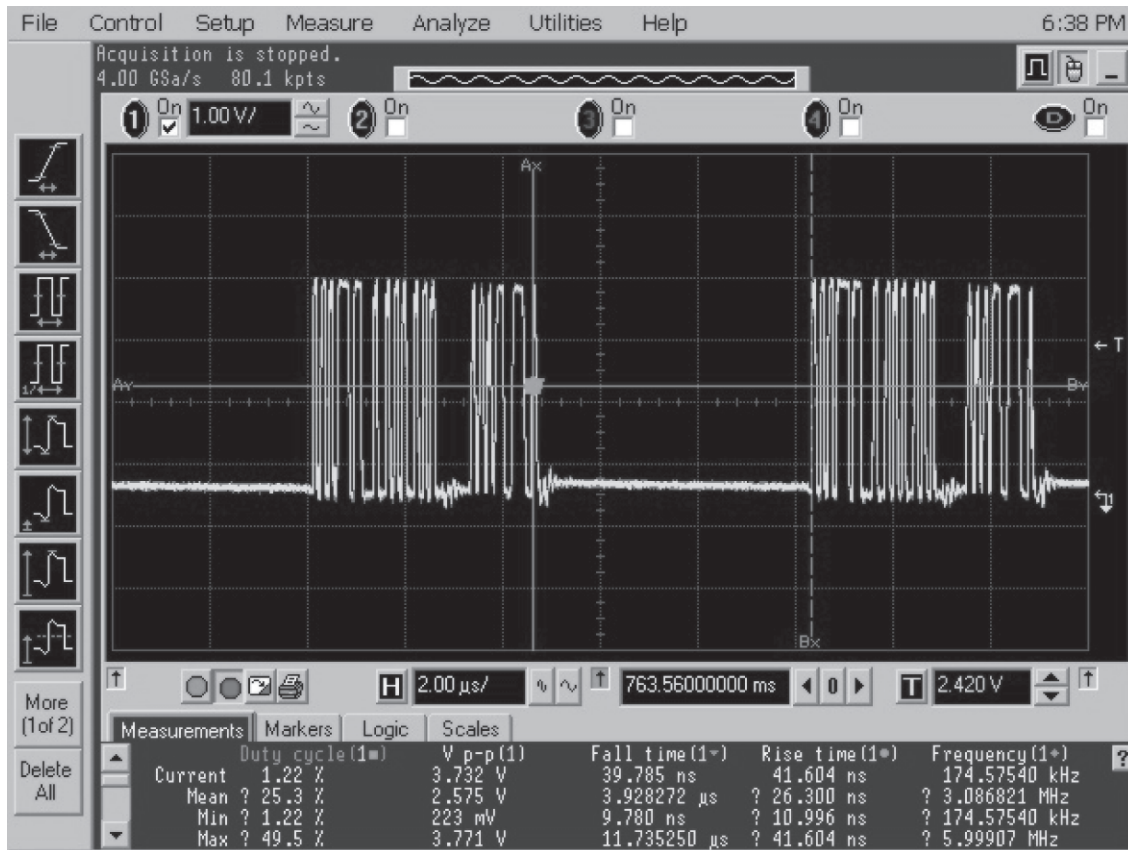 File Control Setup Measure Analyze Utilities Help 6:38 PM
Acquisition is stopped.
4.00 GSa/s 80.1 kpts
1 On 1.00 V/ 2 On 3 On 4 On D On
Ax
T
Ay By
1
Bx
H 2.00 μs/ 763.56000000 ms 0 T 2.420 V
More
(1of 2)
Delete
All
Measurements Markers Logic Scales
Duty cycle(1) V p-p(1) Fall time(1) Rise time(1) Frequency(1)
Current 1.22 % 3.732 V 39.785 ns 41.604 ns 174.57540 kHz
Mean ? 25.3 % 2.575 V 3.928272 μs ? 26.300 ns ? 3.086821 MHz
Min ? 1.22 % 223 mV 9.780 ns ? 10.996 ns ? 174.57540 kHz
Max ? 49.5 % 3.771 V 11.735250 μs ? 41.604 ns ? 5.99907 MHz
?